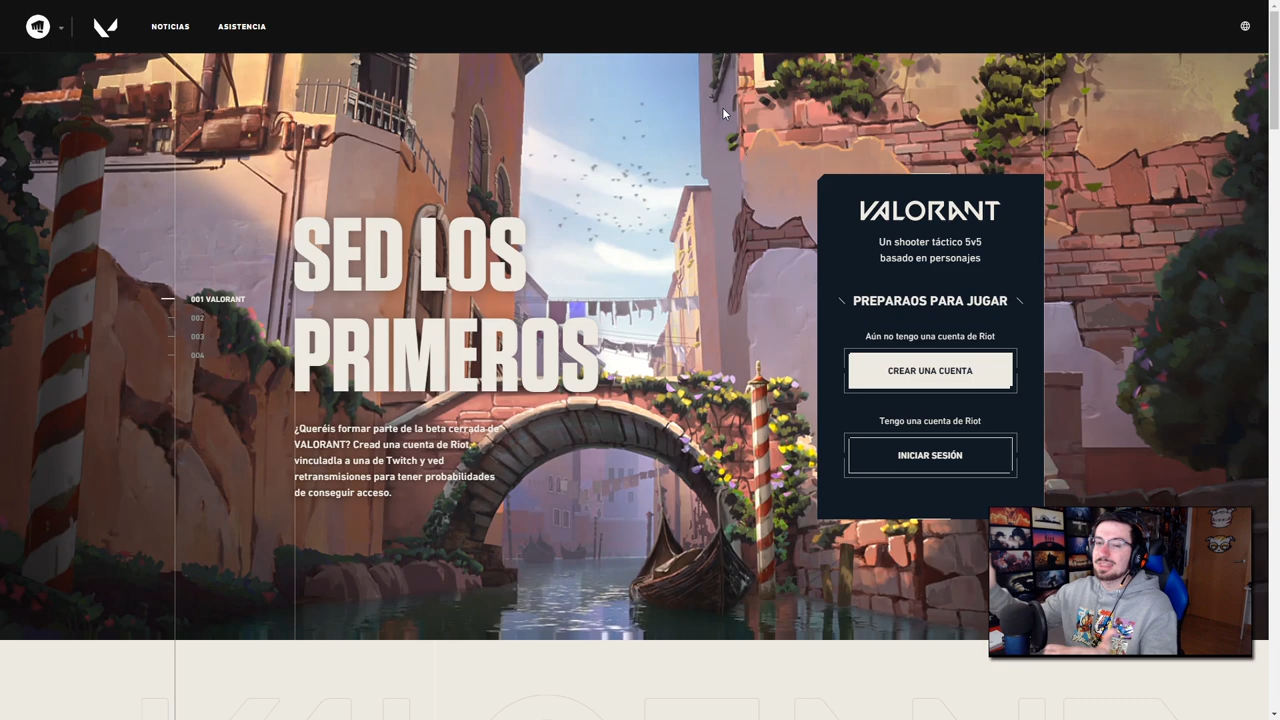 NOTICIAS
ASISTENCIA
SED LOS
PRIMEROS
001 VALORANT
002
003
004
¿Queréis formar parte de la beta cerrada de
VALORANT? Cread una cuenta de Riot,
vinculadla a una de Twitch y ved
retransmisiones para tener probabilidades
de conseguir acceso.
VALORANT
Un shooter táctico 5v5
basado en personajes
PREPARAOS PARA JUGAR
Aún no tengo una cuenta de Riot
CREAR UNA CUENTA
Tengo una cuenta de Riot
INICIAR SESIÓN